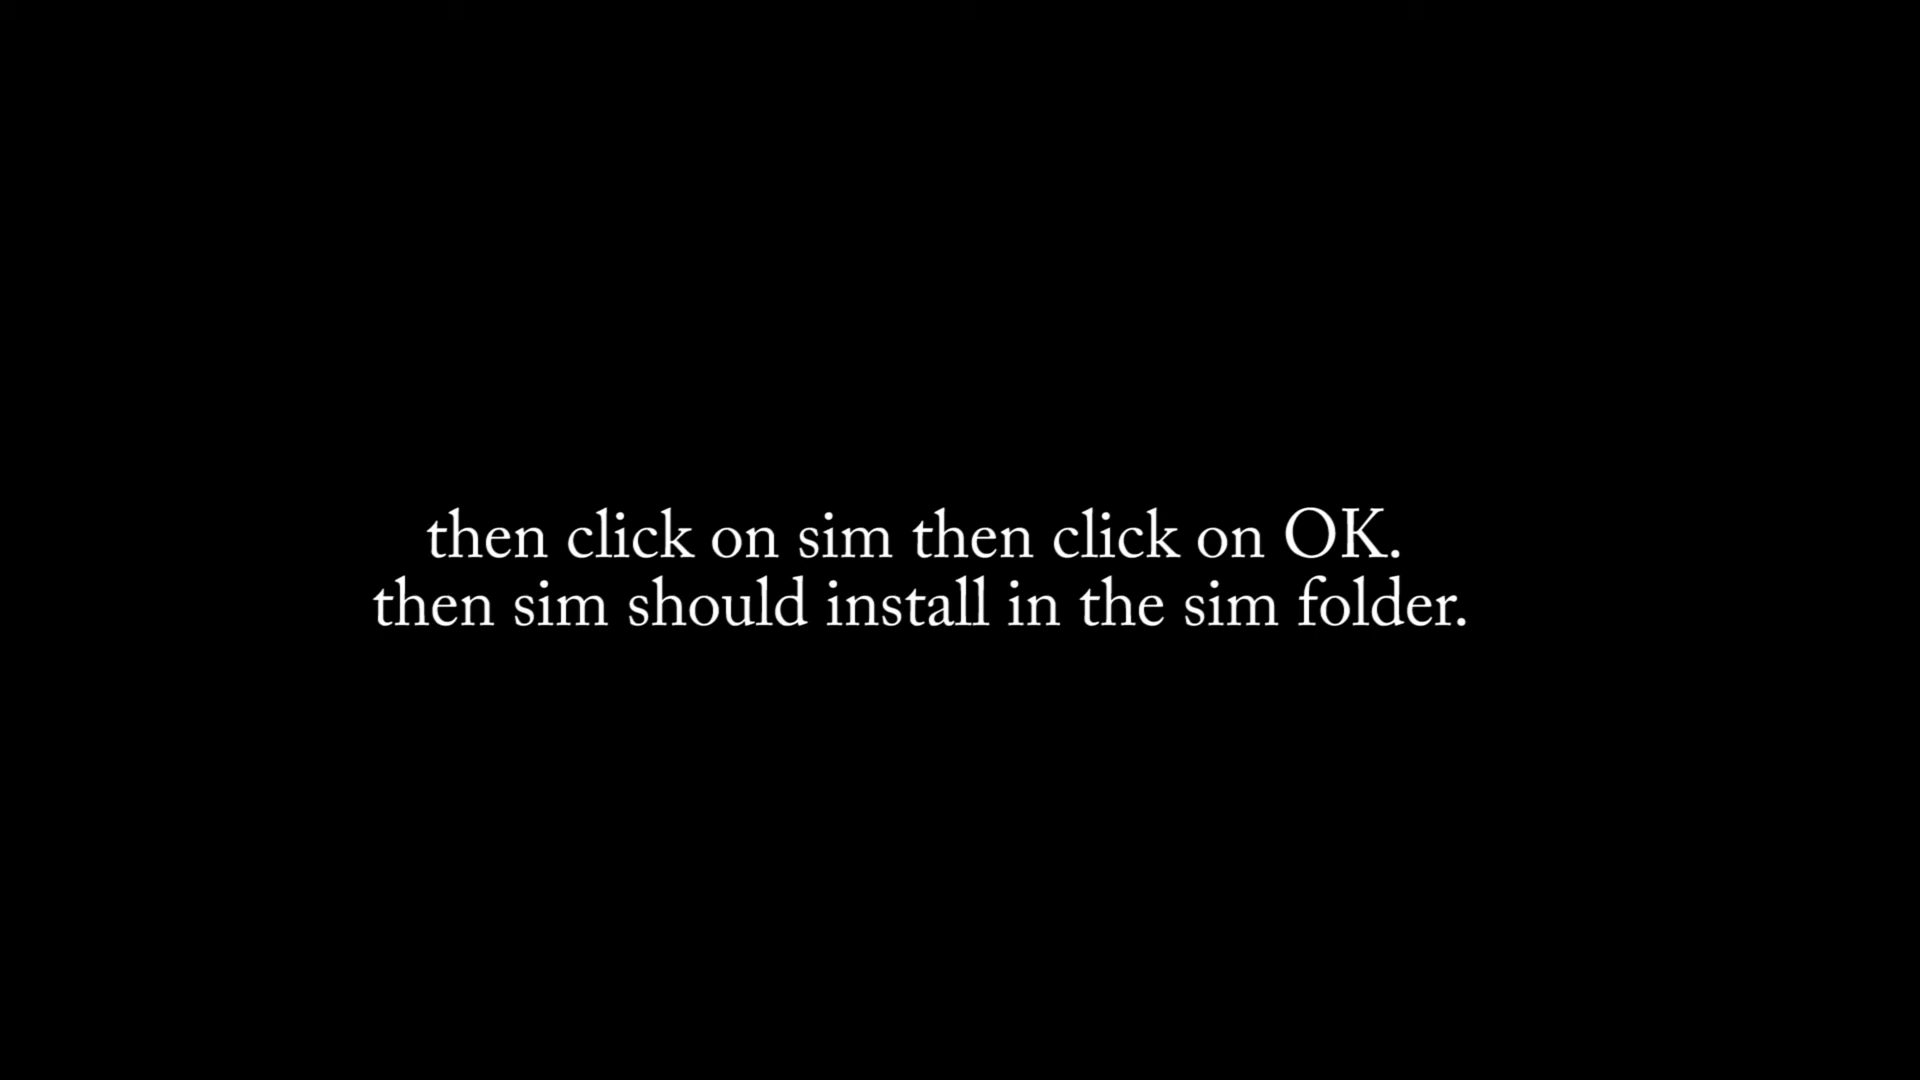 then click on sim then click on OK.
then sim should install in the sim folder.